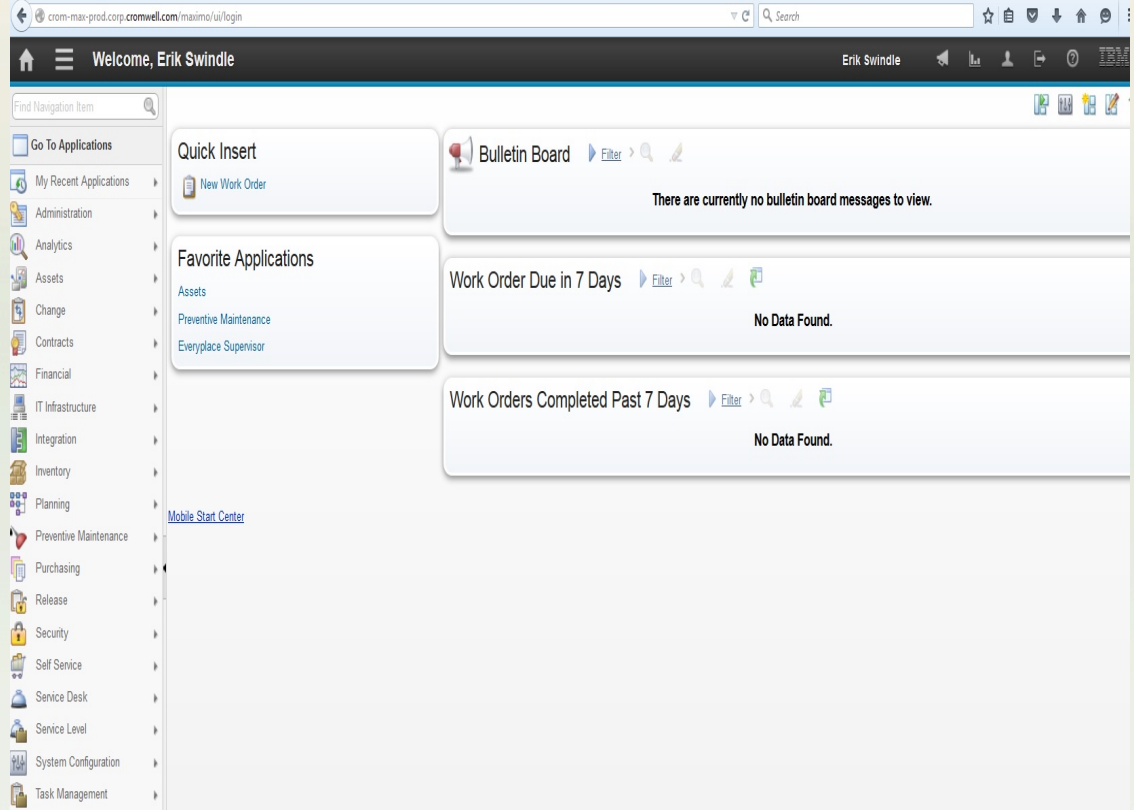 crom-max-prod.corp.cromwell.com/maximo/ui/login
Search
Welcome, Erik Swindle
Erik Swindle
IBM
Find Navigation Item
Go To Applications
My Recent Applications
Administration
Analytics
Assets
Change
Contracts
Financial
IT Infrastructure
Integration
Inventory
Planning
Preventive Maintenance
Purchasing
Release
Security
Self Service
Service Desk
Service Level
System Configuration
Task Management
Quick Insert
New Work Order
Favorite Applications
Assets
Preventive Maintenance
Everyplace Supervisor
Mobile Start Center
Bulletin Board Filter
There are currently no bulletin board messages to view.
Work Order Due in 7 Days Filter
No Data Found.
Work Orders Completed Past 7 Days Filter
No Data Found.